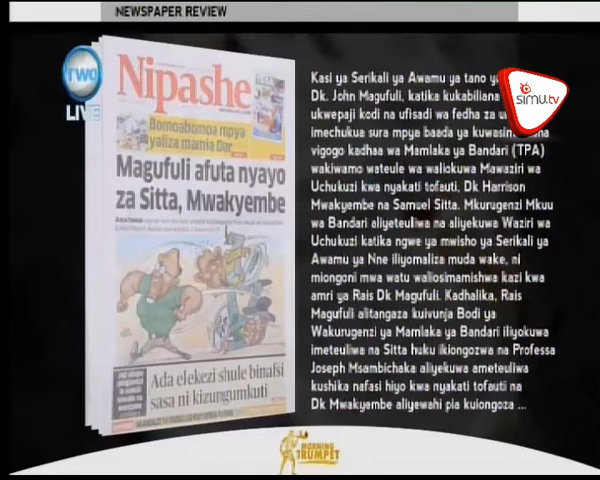 NEWSPAPER REVIEW
TWO
LIVE
Nipashe
Bomoabomoa mpya
yaliza mamia Dar
Magufuli afuta nyayo
za Sitta, Mwakyembe
Ada elekezi shule binafsi
sasa ni kizungumkuti
simu.tv
Kasi ya Serikali ya Awamu ya tano
Dk. John Magufuli, katika kukabiliana
ukwepaji kodi na ufisadi wa fedha za
imechukua sura mpya baada ya
vigogo kadhaa wa Mamlaka ya Bandari (TPA)
wakiwamo wateule wa waliokuwa Mawaziri wa
Uchukuzi kwa nyakati tofauti, Dk Harrison
Mwakyembe na Samuel Sitta. Mkurugenzi Mkuu
wa Bandari aliyeteuliwa na aliyekuwa Waziri wa
Uchukuzi katika ngwe ya mwisho ya Serikali ya
Awamu ya Nne iliyomaliza muda wake, ni
miongoni mwa watu waliosimamishwa kazi kwa
amri ya Rais Dk Magufuli. Kadhalika, Rais
Magufuli alitangaza kuivunja Bodi ya
Wakurugenzi ya Mamlaka ya Bandari iliyokuwa
imeteuliwa na Sitta huku ikiongozwa na Professa
Joseph Msambichaka aliyekuwa ameteuliwa
kushika nafasi hiyo kwa nyakati tofauti na
Dk Mwakyembe aliyewahi pia kuiongoza ...
MORNING
TRUMPET